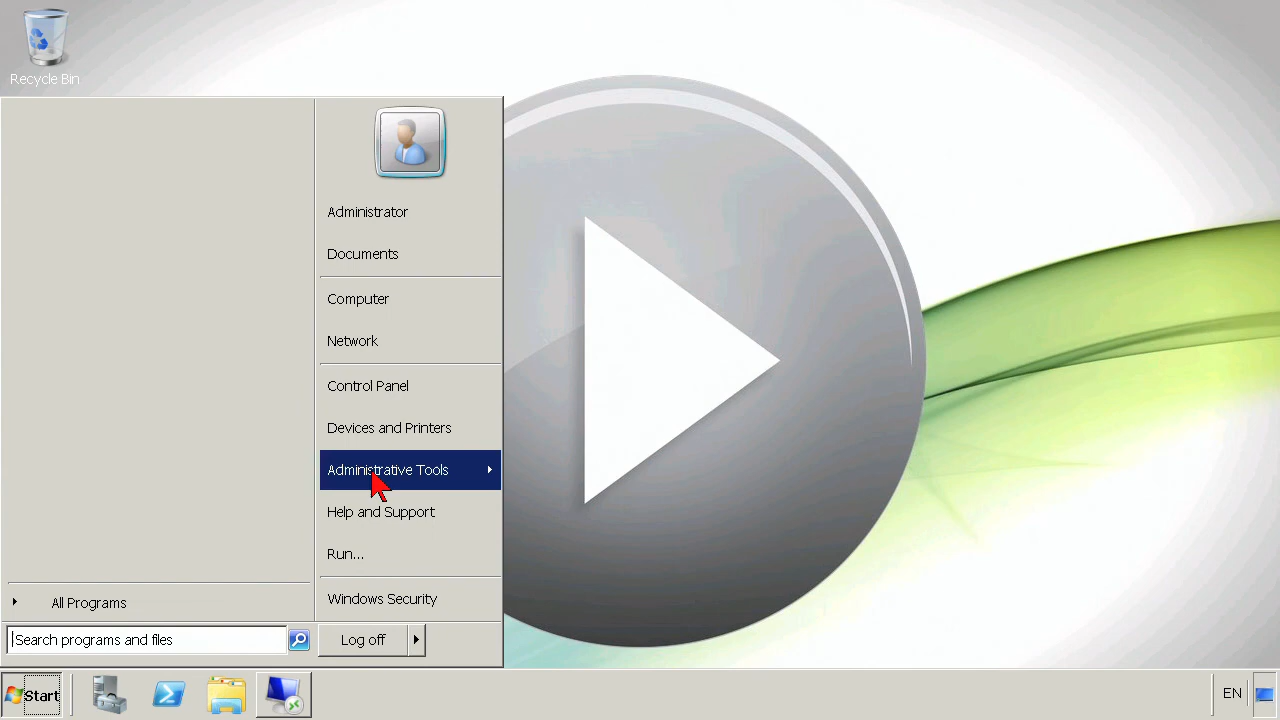 Recycle Bin
Administrator
Documents
Computer
Network
Control Panel
Devices and Printers
Administrative Tools
Help and Support
Run...
Windows Security
All Programs
Search programs and files
Log off
Start
EN